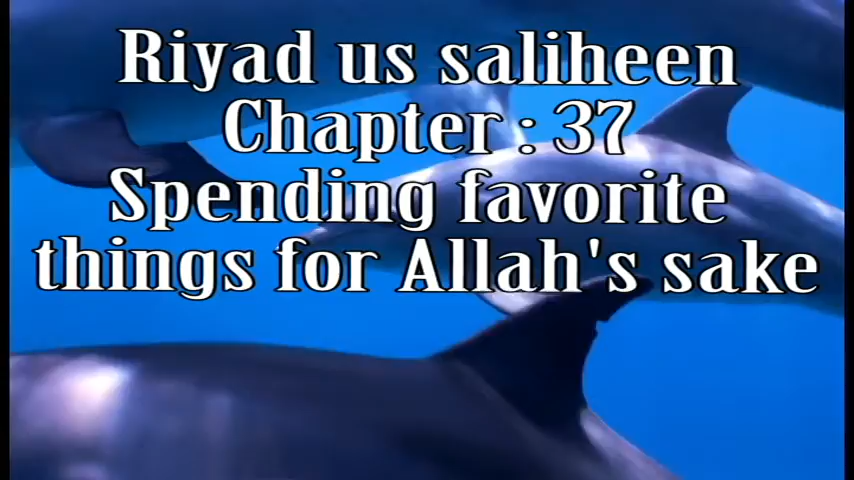 Riyad us saliheen
Chapter : 37
Spending favorite
things for Allah's sake